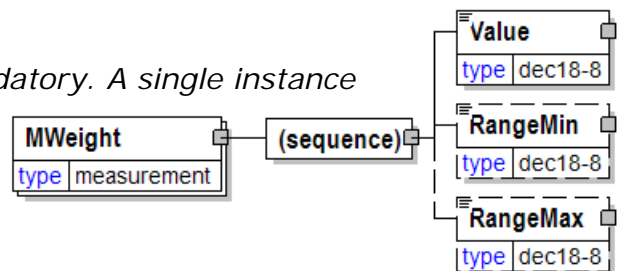 Value
type dec18-8
datory. A single instance
MWeight
type measurement
(sequence)
RangeMin
type dec18-8
RangeMax
type dec18-8